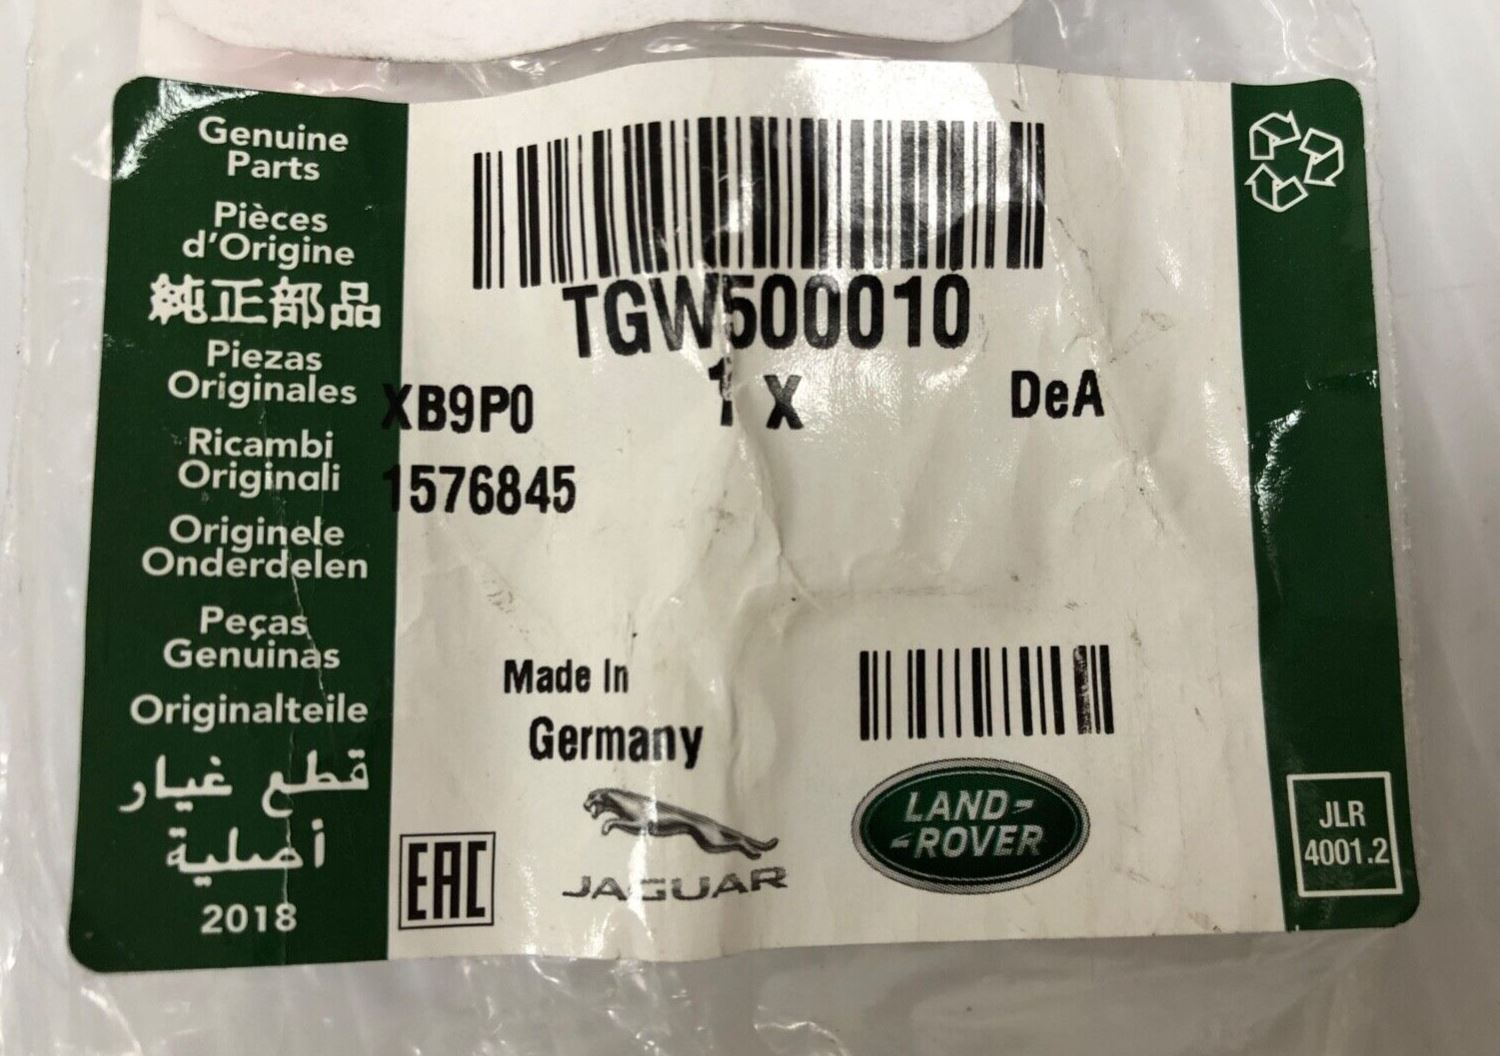 Genuine
Parts
Pièces
d'Origine
純正部品
Piezas
Originales
Ricambi
Originali
Originele
Onderdelen
Peças
Genuinas
Originalteile
قطع غيار
أصلية
2018
TGW500010
XB9P0 1 X DeA
1576845
Made In
Germany
EAC
JAGUAR
LAND-
-ROVER
JLR
4001.2